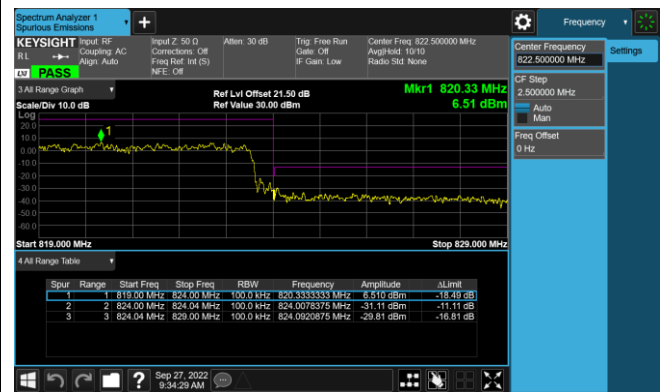 Spectrum Analyzer 1
Spurious Emissions
+
Frequency
KEYSIGHT
RL
LXI PASS
Input: RF
Coupling: AC
Align: Auto
Input Z: 50 Ω
Corrections: Off
Freq Ref: Int (S)
NFE: Off
Atten: 30 dB
Trig: Free Run
Gate: Off
IF Gain: Low
Center Freq: 822.500000 MHz
Avg|Hold: 10/10
Radio Std: None
Center Frequency
822.500000 MHz
Settings
CF Step
2.500000 MHz
Auto
Man
Freq Offset
0 Hz
3 All Range Graph
Scale/Div 10.0 dB
Ref Lvl Offset 21.50 dB
Ref Value 30.00 dBm
Mkr1 820.33 MHz
6.51 dBm
Log
20.0
10.0
0.00
-10.0
-20.0
-30.0
-40.0
-50.0
-60.0
1
Start 819.000 MHz
Stop 829.000 MHz
4 All Range Table
Spur Range Start Freq Stop Freq RBW Frequency Amplitude ΔLimit
1 1 819.00 MHz 824.00 MHz 100.0 kHz 820.3333333 MHz 6.510 dBm -18.49 dB
2 2 824.00 MHz 824.04 MHz 100.0 kHz 824.0078375 MHz -31.11 dBm -11.11 dB
3 3 824.04 MHz 829.00 MHz 100.0 kHz 824.0920875 MHz -29.81 dBm -16.81 dB
?
Sep 27, 2022
9:34:29 AM